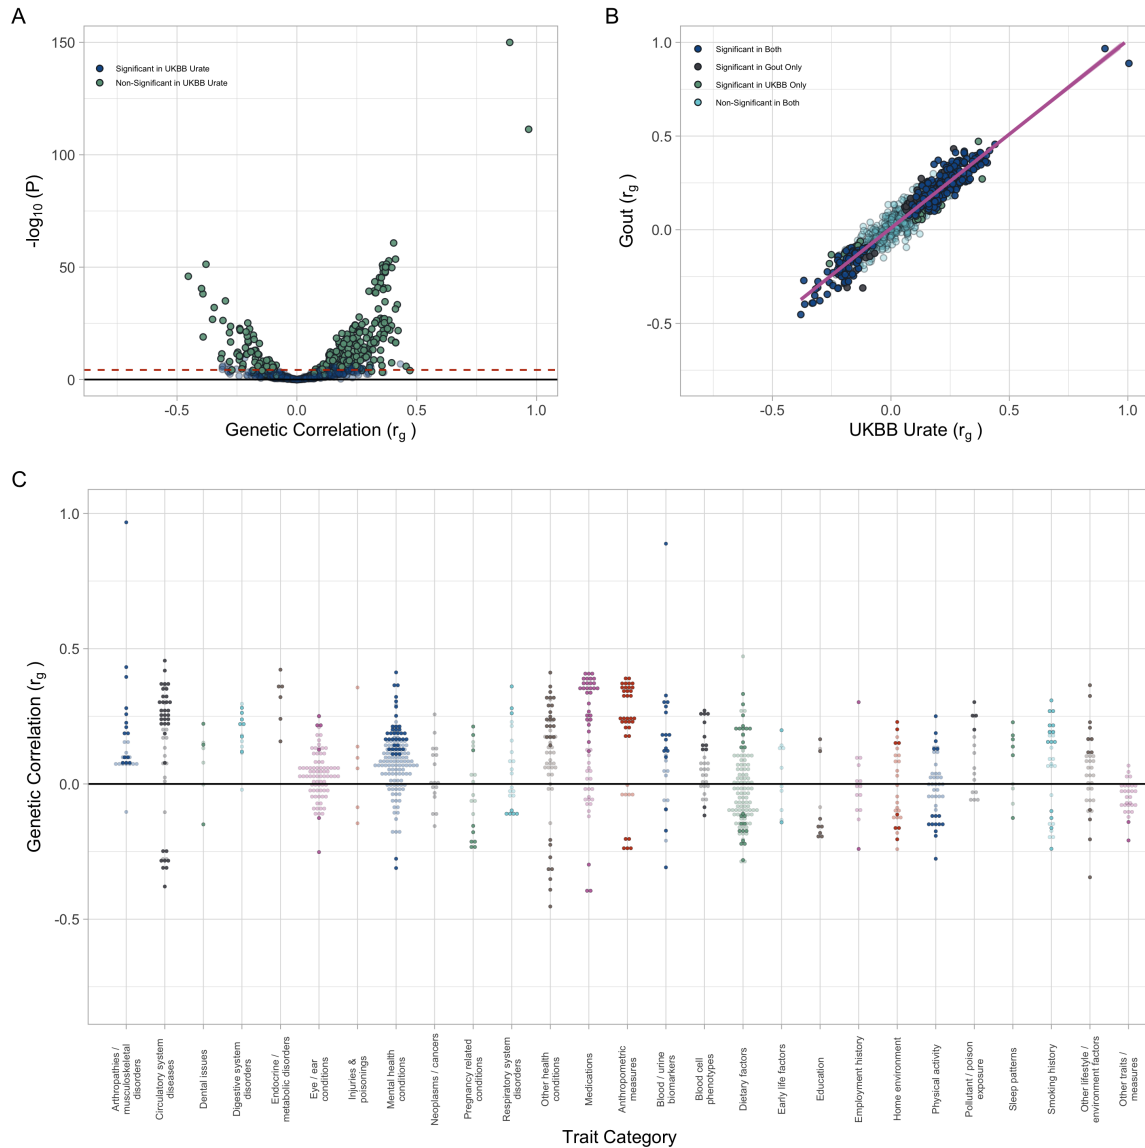 A
150
100
50
0
-log10 (P)
Significant in UKBB Urate
Non-Significant in UKBB Urate
-0.5
0.0
0.5
1.0
Genetic Correlation (rg )
B
1.0
0.5
0.0
-0.5
Gout (rg )
Significant in Both
Significant in Gout Only
Significant in UKBB Only
Non-Significant in Both
-0.5
0.0
0.5
1.0
UKBB Urate (rg )
C
1.0
0.5
0.0
-0.5
Genetic Correlation (rg )
Arthropathies /
musculoskeletal
disorders
Circulatory system
diseases
Dental issues
Digestive system
disorders
Endocrine /
metabolic disorders
Eye / ear
conditions
Injuries &
poisonings
Mental health
conditions
Neoplasms / cancers
Pregnancy related
conditions
Respiratory system
disorders
Other health
conditions
Medications
Anthropometric
measures
Blood / urine
biomarkers
Blood cell
phenotypes
Dietary factors
Early life factors
Education
Employment history
Home environment
Physical activity
Pollutant / poison
exposure
Sleep patterns
Smoking history
Other lifestyle /
enviroment factors
Other traits /
measures
Trait Category